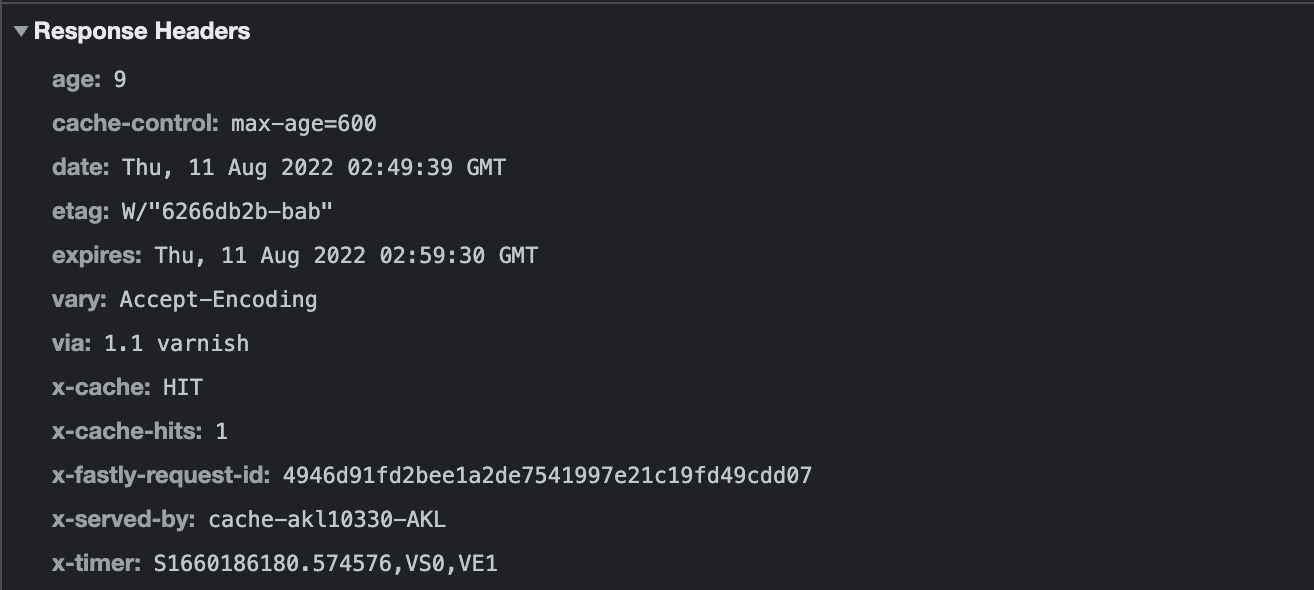 Response Headers
age: 9
cache-control: max-age=600
date: Thu, 11 Aug 2022 02:49:39 GMT
etag: W/"6266db2b-bab"
expires: Thu, 11 Aug 2022 02:59:30 GMT
vary: Accept-Encoding
via: 1.1 varnish
x-cache: HIT
x-cache-hits: 1
x-fastly-request-id: 4946d91fd2bee1a2de7541997e21c19fd49cdd07
x-served-by: cache-akl10330-AKL
x-timer: S1660186180.574576,VS0,VE1